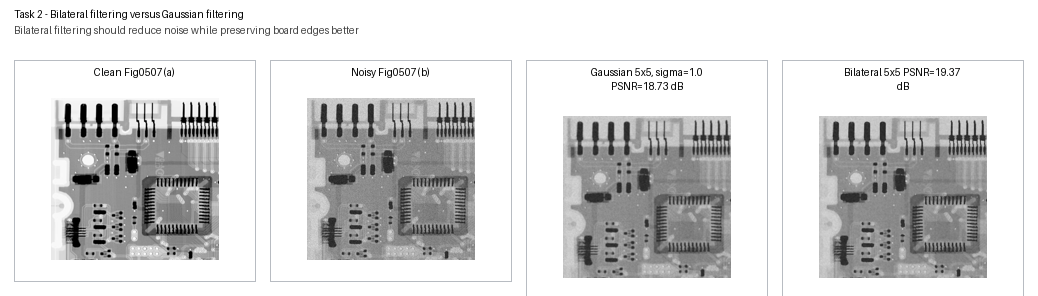 Task 2 - Bilateral filtering versus Gaussian filtering
Bilateral filtering should reduce noise while preserving board edges better
Clean Fig0507(a)
Noisy Fig0507(b)
Gaussian 5x5, sigma=1.0
PSNR=18.73 dB
Bilateral 5x5 PSNR=19.37
dB